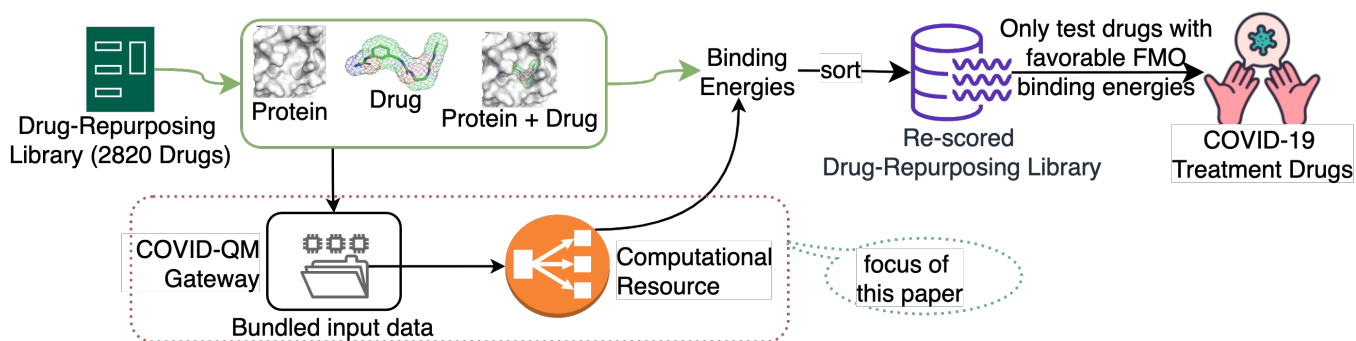 Drug-Repurposing
Library (2820 Drugs)
Protein
Drug
Protein + Drug
Binding
Energies
sort
Re-scored
Drug-Repurposing Library
Only test drugs with
favorable FMO
binding energies
COVID-19
Treatment Drugs
COVID-QM
Gateway
Bundled input data
Computational
Resource
focus of
this paper